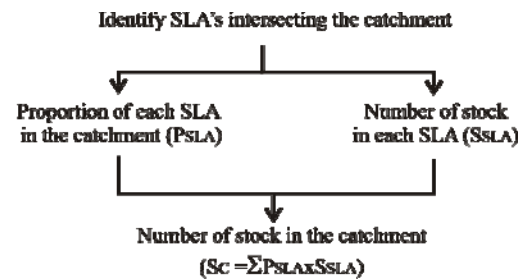 Identify SLA's intersecting the catchment
Proportion of each SLA
in the catchment (PSLA)
Number of stock
in each SLA (SSLA)
Number of stock in the catchment
(SC =ΣPSLAxSSLA)